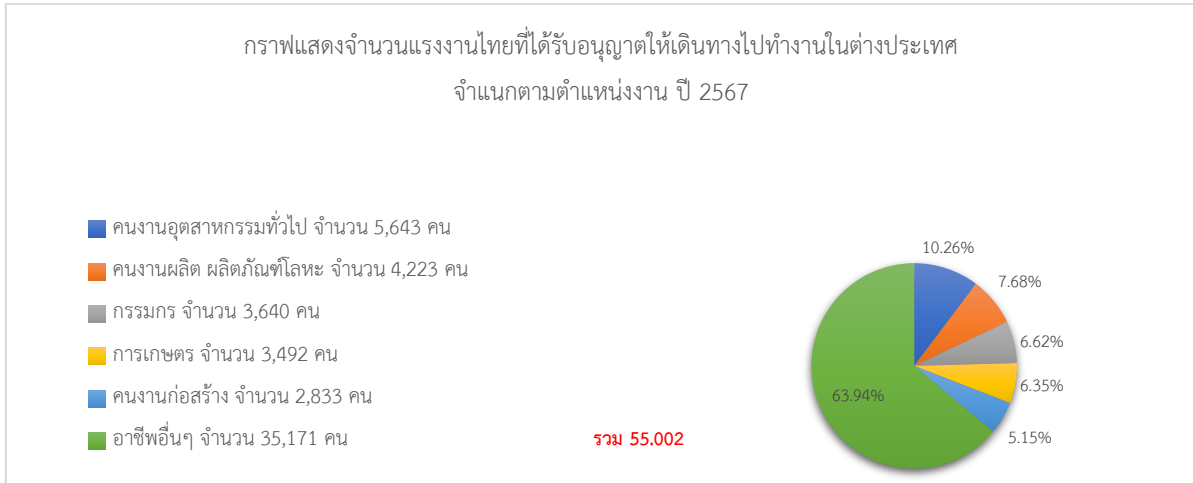 กราฟแสดงจำนวนแรงงานไทยที่ได้รับอนุญาตให้เดินทางไปทำงานในต่างประเทศ
จำแนกตามตำแหน่งงาน ปี 2567
คนงานอุตสาหกรรมทั่วไป จำนวน 5,643 คน
คนงานผลิต ผลิตภัณฑ์โลหะ จำนวน 4,223 คน
กรรมกร จำนวน 3,640 คน
การเกษตร จำนวน 3,492 คน
คนงานก่อสร้าง จำนวน 2,833 คน
อาชีพอื่นๆ จำนวน 35,171 คน
รวม 55.002
10.26%
7.68%
6.62%
6.35%
5.15%
63.94%